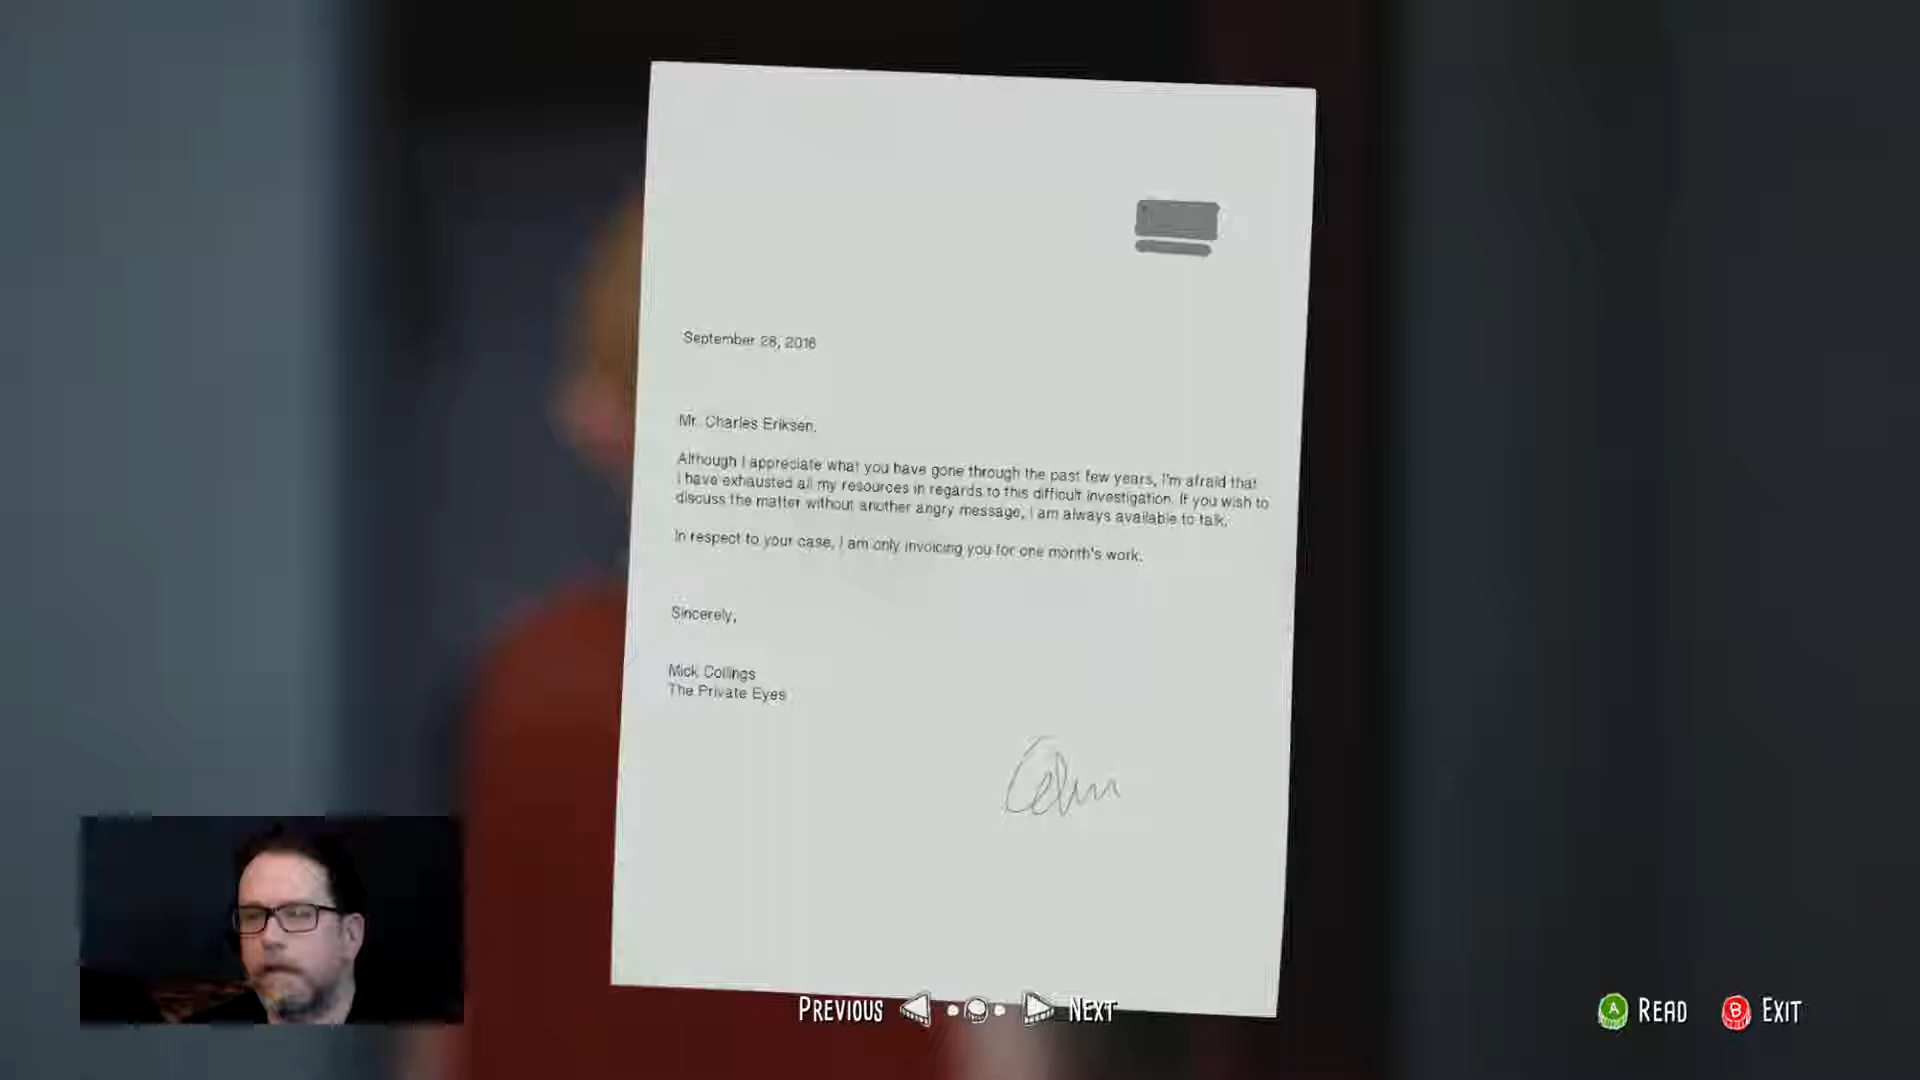 September 28, 2016
Mr. Charles Eriksen,
Although I appreciate what you have gone through the past few years, I'm afraid that
I have exhausted all my resources in regards to this difficult investigation. If you wish to
discuss the matter without another angry message, I am always available to talk.
In respect to your case, I am only invoicing you for one month's work.
Sincerely,
Mick Collings
The Private Eyes
PREVIOUS
NEXT
A READ
B EXIT